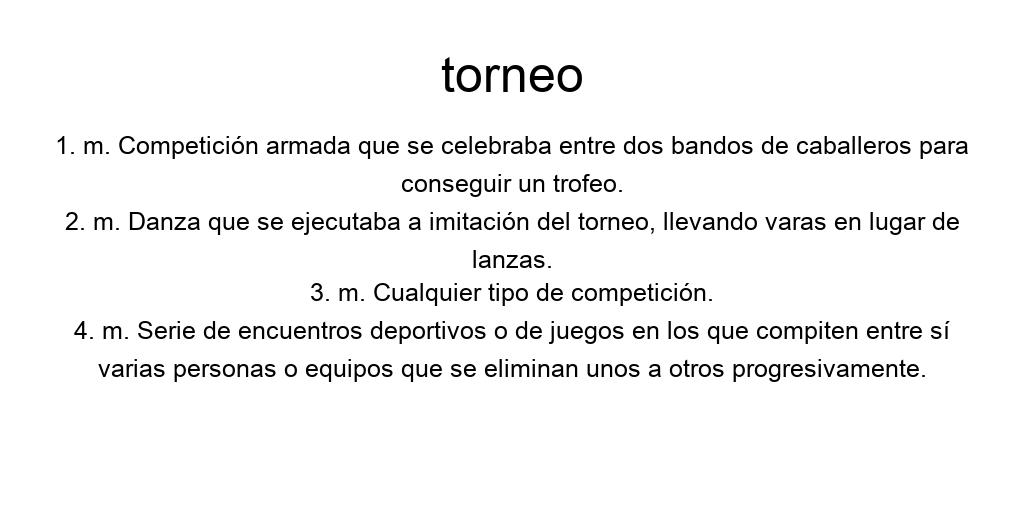 torneo
1. m. Competición armada que se celebraba entre dos bandos de caballeros para
conseguir un trofeo.
2. m. Danza que se ejecutaba a imitación del torneo, llevando varas en lugar de
lanzas.
3. m. Cualquier tipo de competición.
4. m. Serie de encuentros deportivos o de juegos en los que compiten entre sí
varias personas o equipos que se eliminan unos a otros progresivamente.